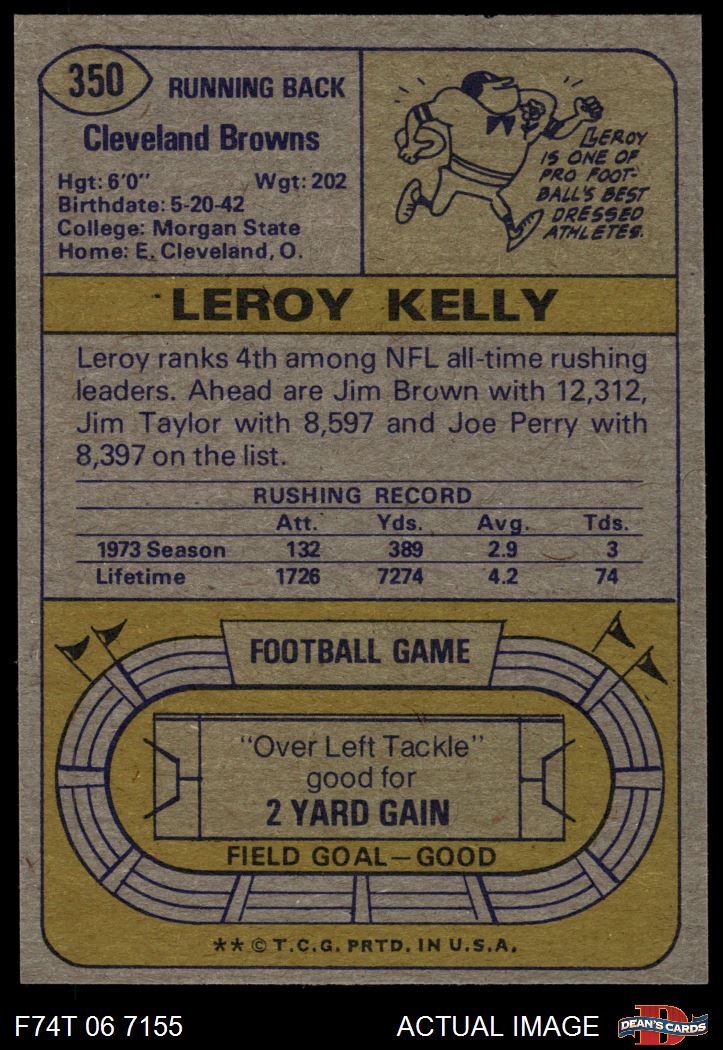 350
RUNNING BACK
Cleveland Browns
Hgt: 6'0" Wgt: 202
Birthdate: 5-20-42
College: Morgan State
Home: E. Cleveland, O.
LEROY
IS ONE OF
PRO FOOT-
BALL'S BEST
DRESSED
ATHLETES.
LEROY KELLY
Leroy ranks 4th among NFL all-time rushing
leaders. Ahead are Jim Brown with 12,312,
Jim Taylor with 8,597 and Joe Perry with
8,397 on the list.
RUSHING RECORD
Att. Yds. Avg. Tds.
1973 Season 132 389 2.9 3
Lifetime 1726 7274 4.2 74
FOOTBALL GAME
"Over Left Tackle"
good for
2 YARD GAIN
FIELD GOAL—GOOD
** © T.C.G. PRTD. IN U.S.A.
F74T 06 7155 ACTUAL IMAGE
D
DEAN'S CARDS